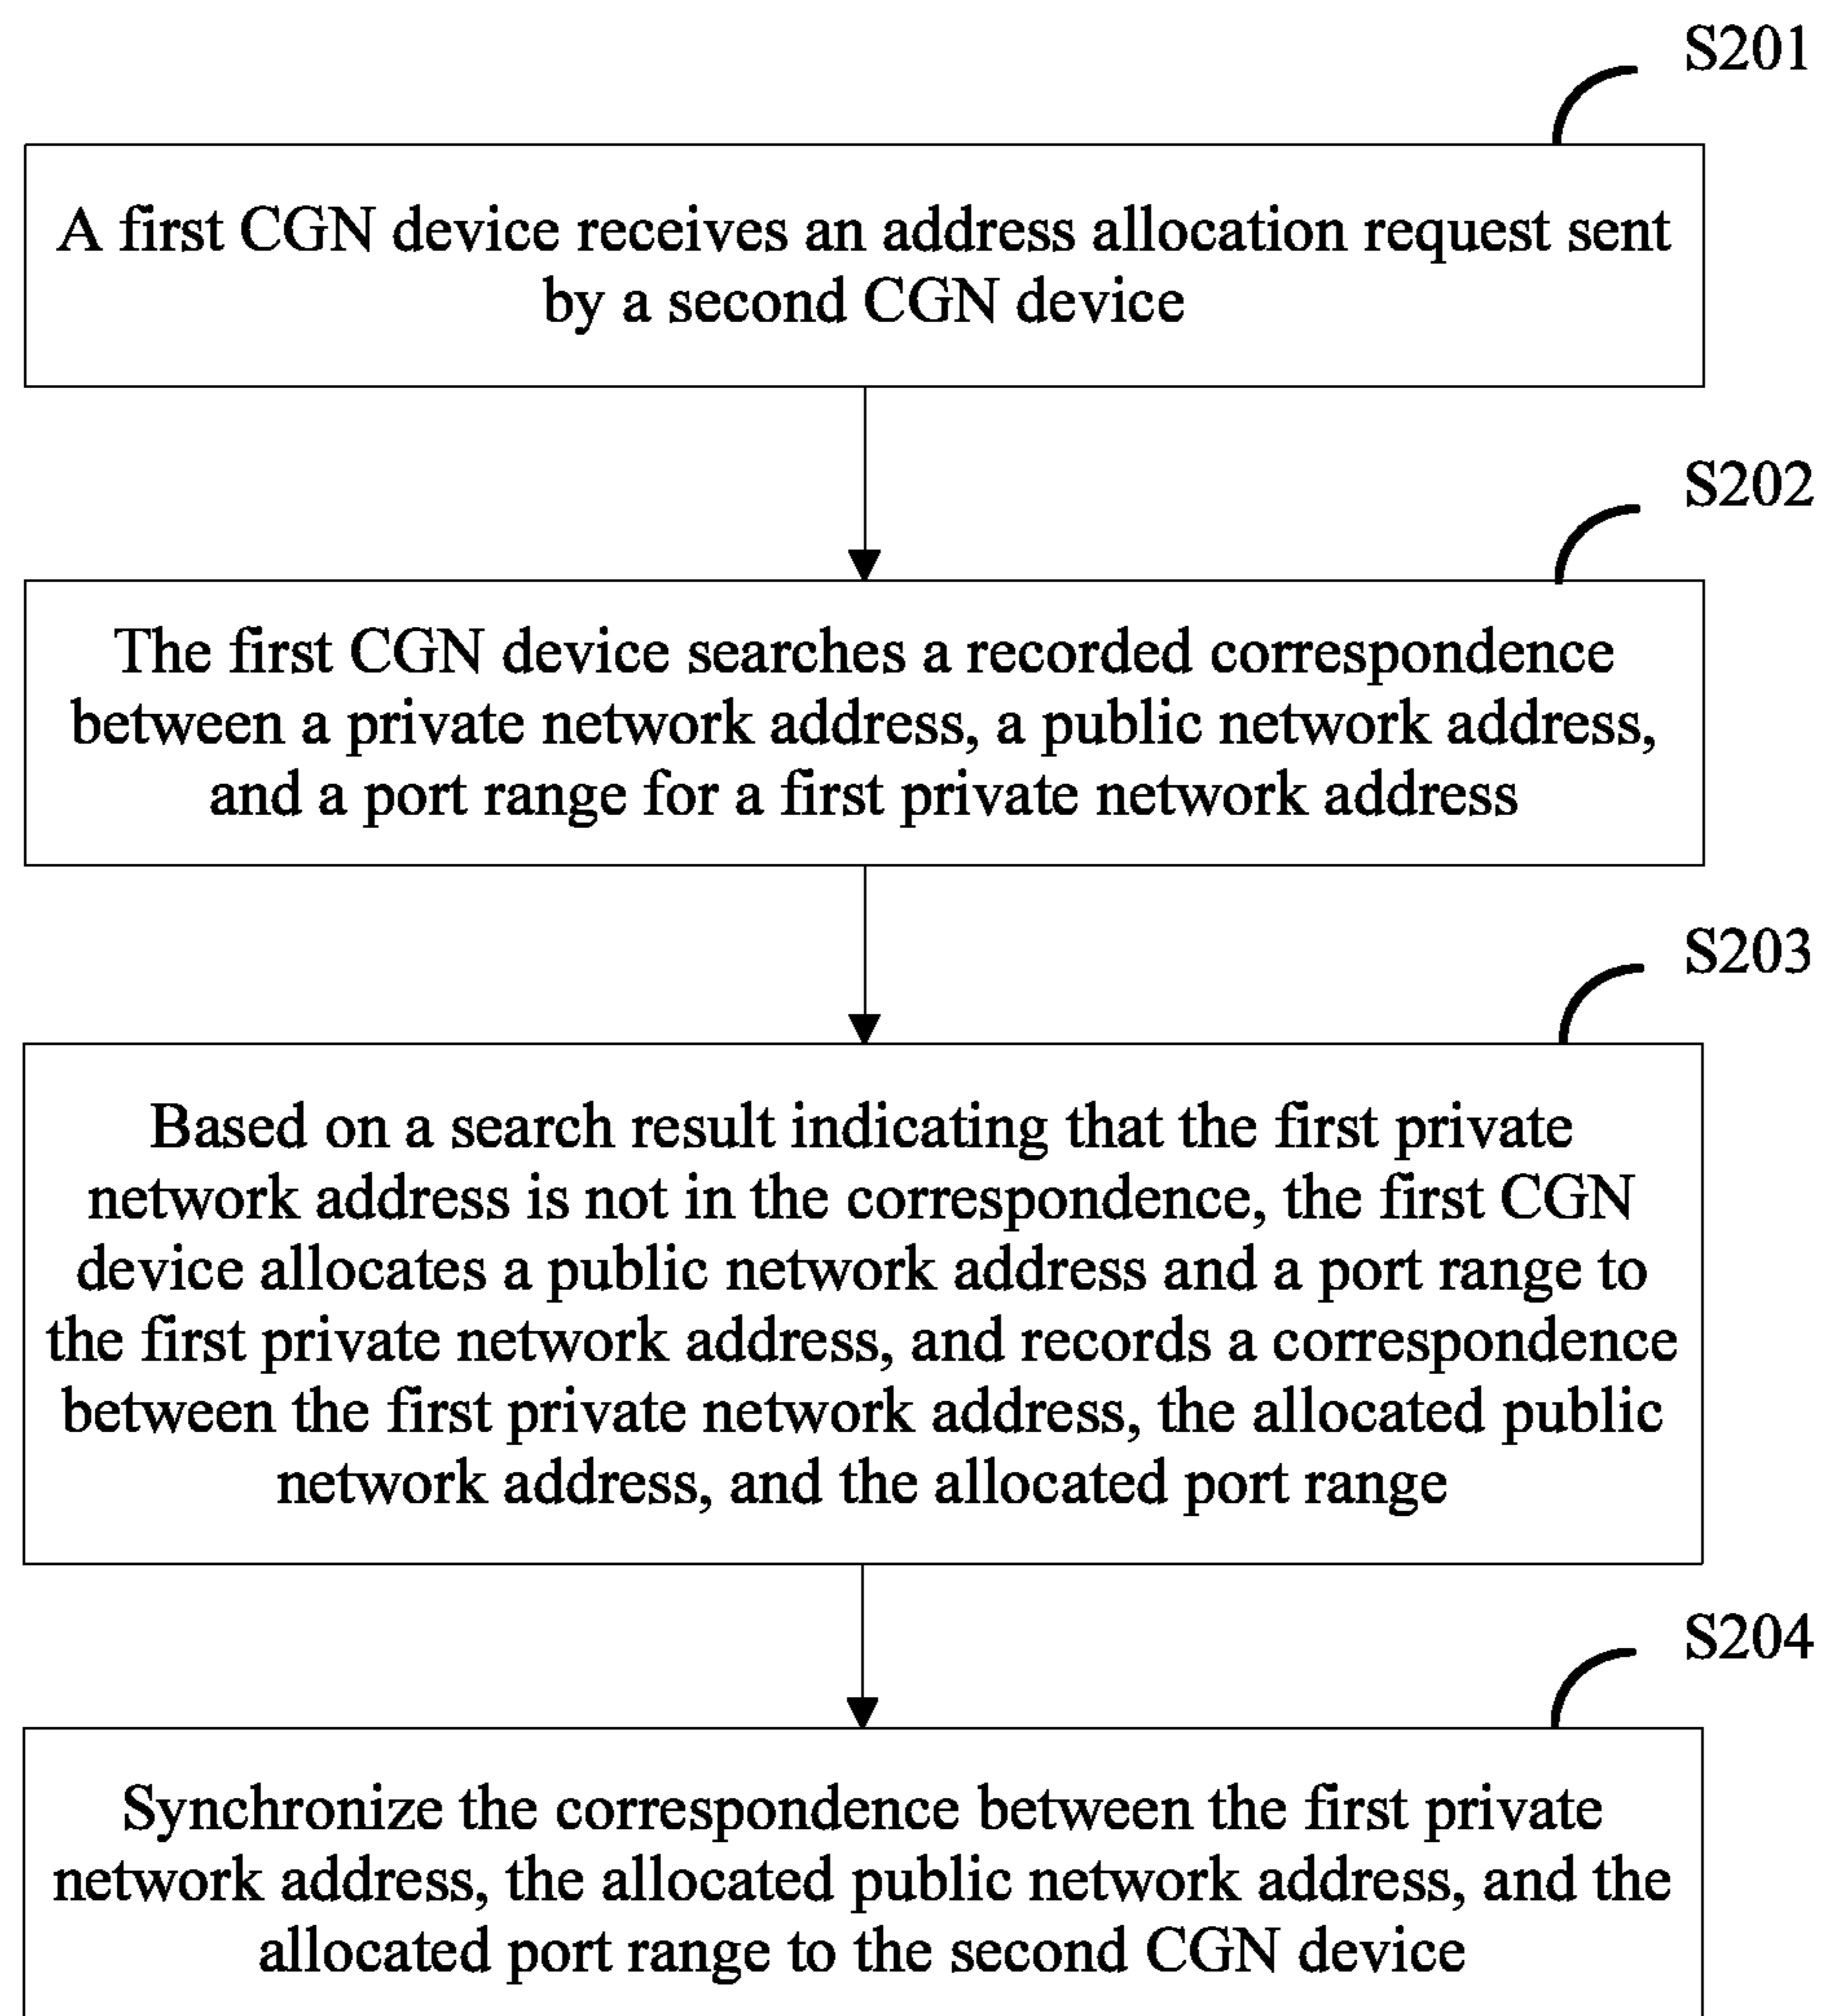 S201
A first CGN device receives an address allocation request sent
by a second CGN device
S202
The first CGN device searches a recorded correspondence
between a private network address, a public network address,
and a port range for a first private network address
S203
Based on a search result indicating that the first private
network address is not in the correspondence, the first CGN
device allocates a public network address and a port range to
the first private network address, and records a correspondence
between the first private network address, the allocated public
network address, and the allocated port range
S204
Synchronize the correspondence between the first private
network address, the allocated public network address, and the
allocated port range to the second CGN device